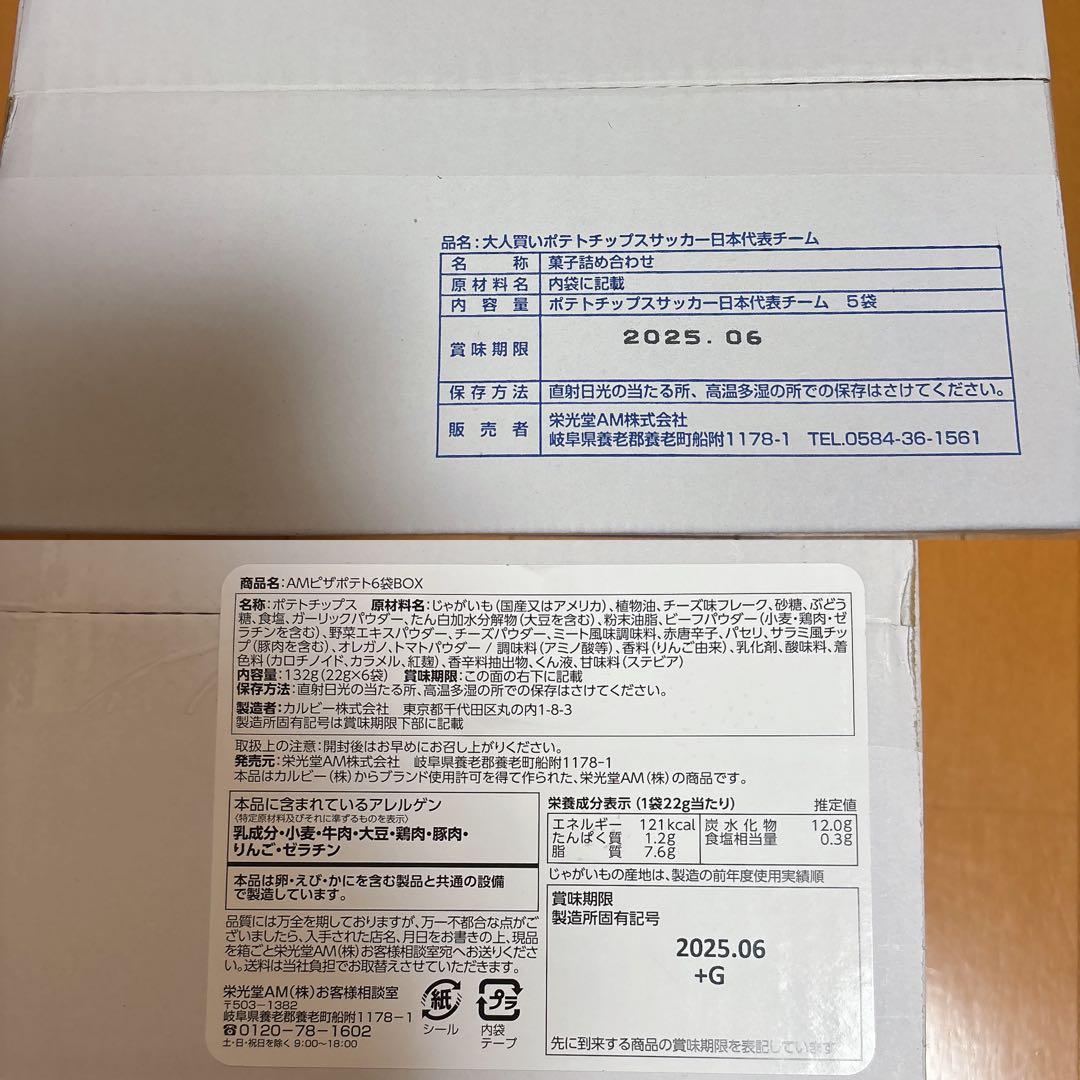 品名:大人買いポテトチップスサッカー日本代表チーム
名称 菓子詰め合わせ
原材料名 内袋に記載
内容量 ポテトチップスサッカー日本代表チーム 5袋
賞味期限 2025.06
保存方法 直射日光の当たる所、高温多湿の所での保存はさけてください。
販売者 栄光堂AM株式会社
岐阜県養老郡養老町船附1178-1 TEL.0584-36-1561
商品名:AMピザポテト6袋BOX
名称:ポテトチップス 原材料名:じゃがいも(国産又はアメリカ)、植物油、チーズ味フレーク、砂糖、ぶどう
糖、食塩、ガーリックパウダー、たん白加水分解物(大豆を含む)、粉末油脂、ビーフパウダー(小麦・鶏肉・ゼ
ラチンを含む)、野菜エキスパウダー、チーズパウダー、ミート風味調味料、赤唐辛子、パセリ、サラミ風チッ
プ(豚肉を含む)、オレガノ、トマトパウダー / 調味料(アミノ酸等)、香料(りんご由来)、乳化剤、酸味料、着
色料(カロチノイド、カラメル、紅麹)、香辛料抽出物、くん液、甘味料(ステビア)
内容量:132g(22g×6袋) 賞味期限:この面の右下に記載
保存方法:直射日光の当たる所、高温多湿の所での保存はさけてください。
製造者:カルビー株式会社 東京都千代田区丸の内1-8-3
製造所固有記号は賞味期限下部に記載
取扱上の注意:開封後はお早めにお召し上がりください。
発売元:栄光堂AM株式会社 岐阜県養老郡養老町船附1178-1
本品はカルビー(株)からブランド使用許可を得て作られた、栄光堂AM(株)の商品です。
本品に含まれているアレルゲン
〈特定原材料及びそれに準ずるものを表示〉
乳成分・小麦・牛肉・大豆・鶏肉・豚肉・
りんご・ゼラチン
本品は卵・えび・かにを含む製品と共通の設備
で製造しています。
品質には万全を期しておりますが、万一不都合な点がご
ざいましたら、入手された店名、月日をお書きの上、現品
を箱ごと栄光堂AM(株)お客様相談室宛へお送りくださ
い。送料は当社負担でお取替えさせていただきます。
栄光堂AM(株)お客様相談室
〒503-1382
岐阜県養老郡養老町船附1178-1
☎0120-78-1602
土・日・祝日を除く 9:00～18:00
紙
シール
プラ
内袋
テープ
栄養成分表示(1袋22g当たり) 推定値
エネルギー 121kcal 炭水化物 12.0g
たんぱく質 1.2g 食塩相当量 0.3g
脂質 7.6g
じゃがいもの産地は、製造の前年度使用実績順
賞味期限
製造所固有記号
2025.06
+G
先に到来する商品の賞味期限を表記しています。